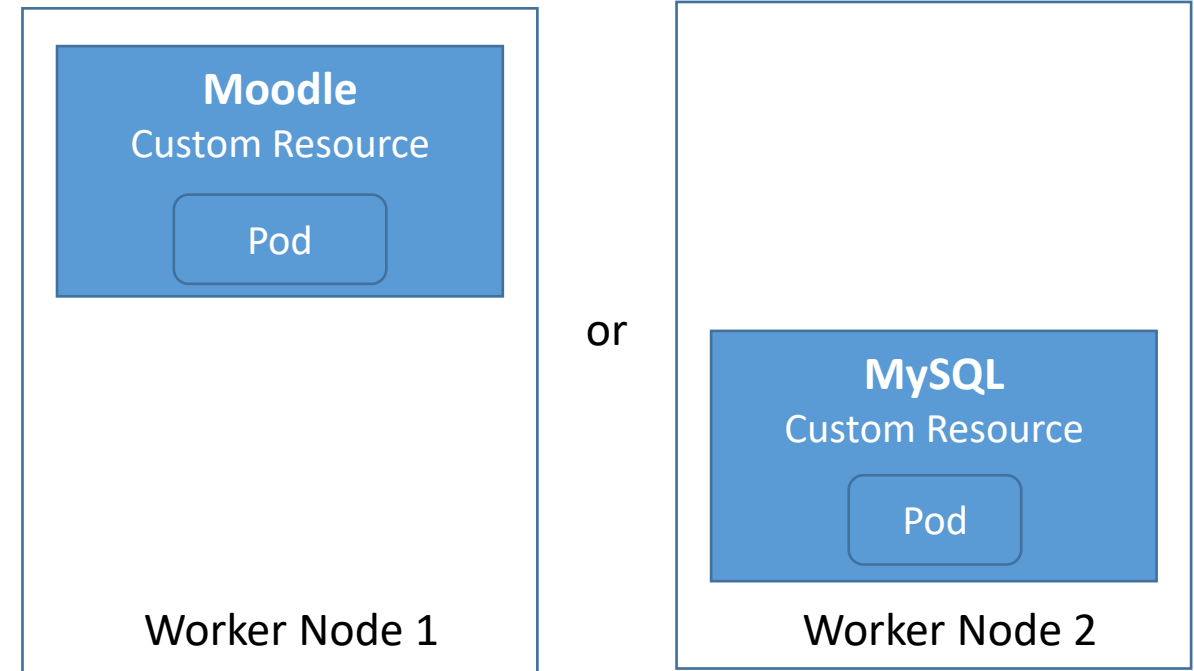 Moodle
Custom Resource
Pod
Worker Node 1
or
MySQL
Custom Resource
Pod
Worker Node 2